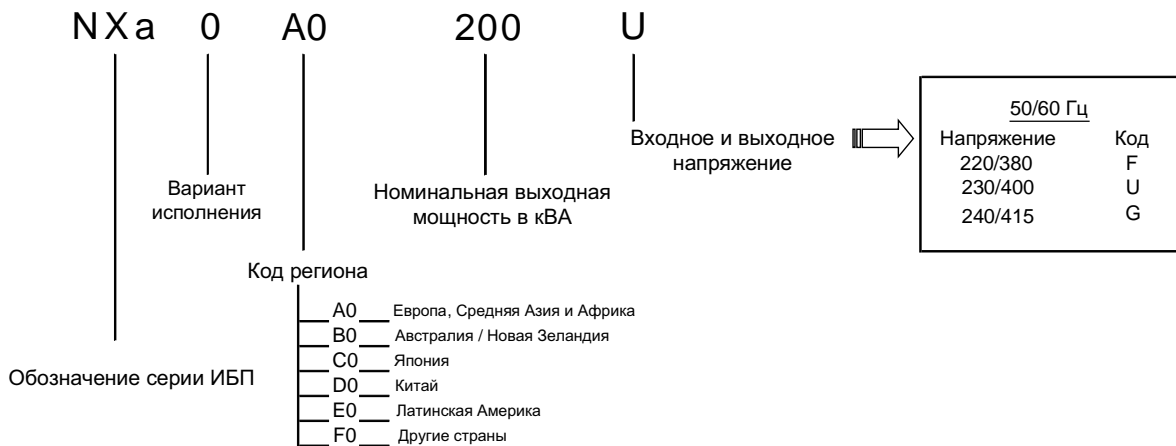 NXa 0 A0 200 U
50/60 Гц
Напряжение Код
220/380 F
230/400 U
240/415 G
Входное и выходное
напряжение
Вариант
исполнения
Номинальная выходная
мощность в кВА
Код региона
A0 Европа, Средняя Азия и Африка
B0 Австралия / Новая Зеландия
C0 Япония
D0 Китай
E0 Латинская Америка
F0 Другие страны
Обозначение серии ИБП